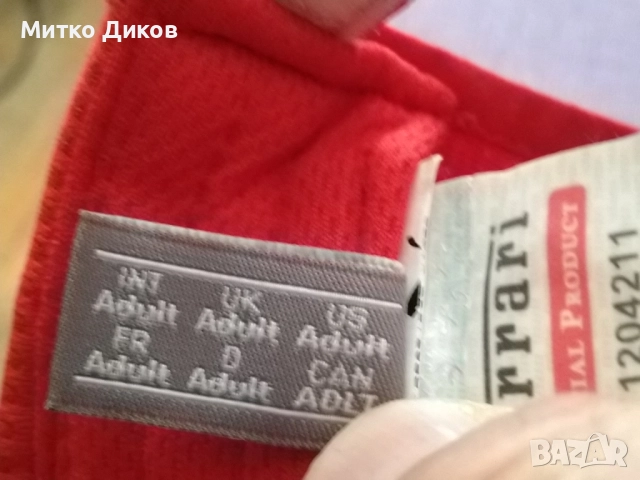 Митко Диков
INT UK US
Adult Adult Adult
FR D CAN
Adult Adult ADLT
rrari
IAL PRODUCT
1204211
BAZAR